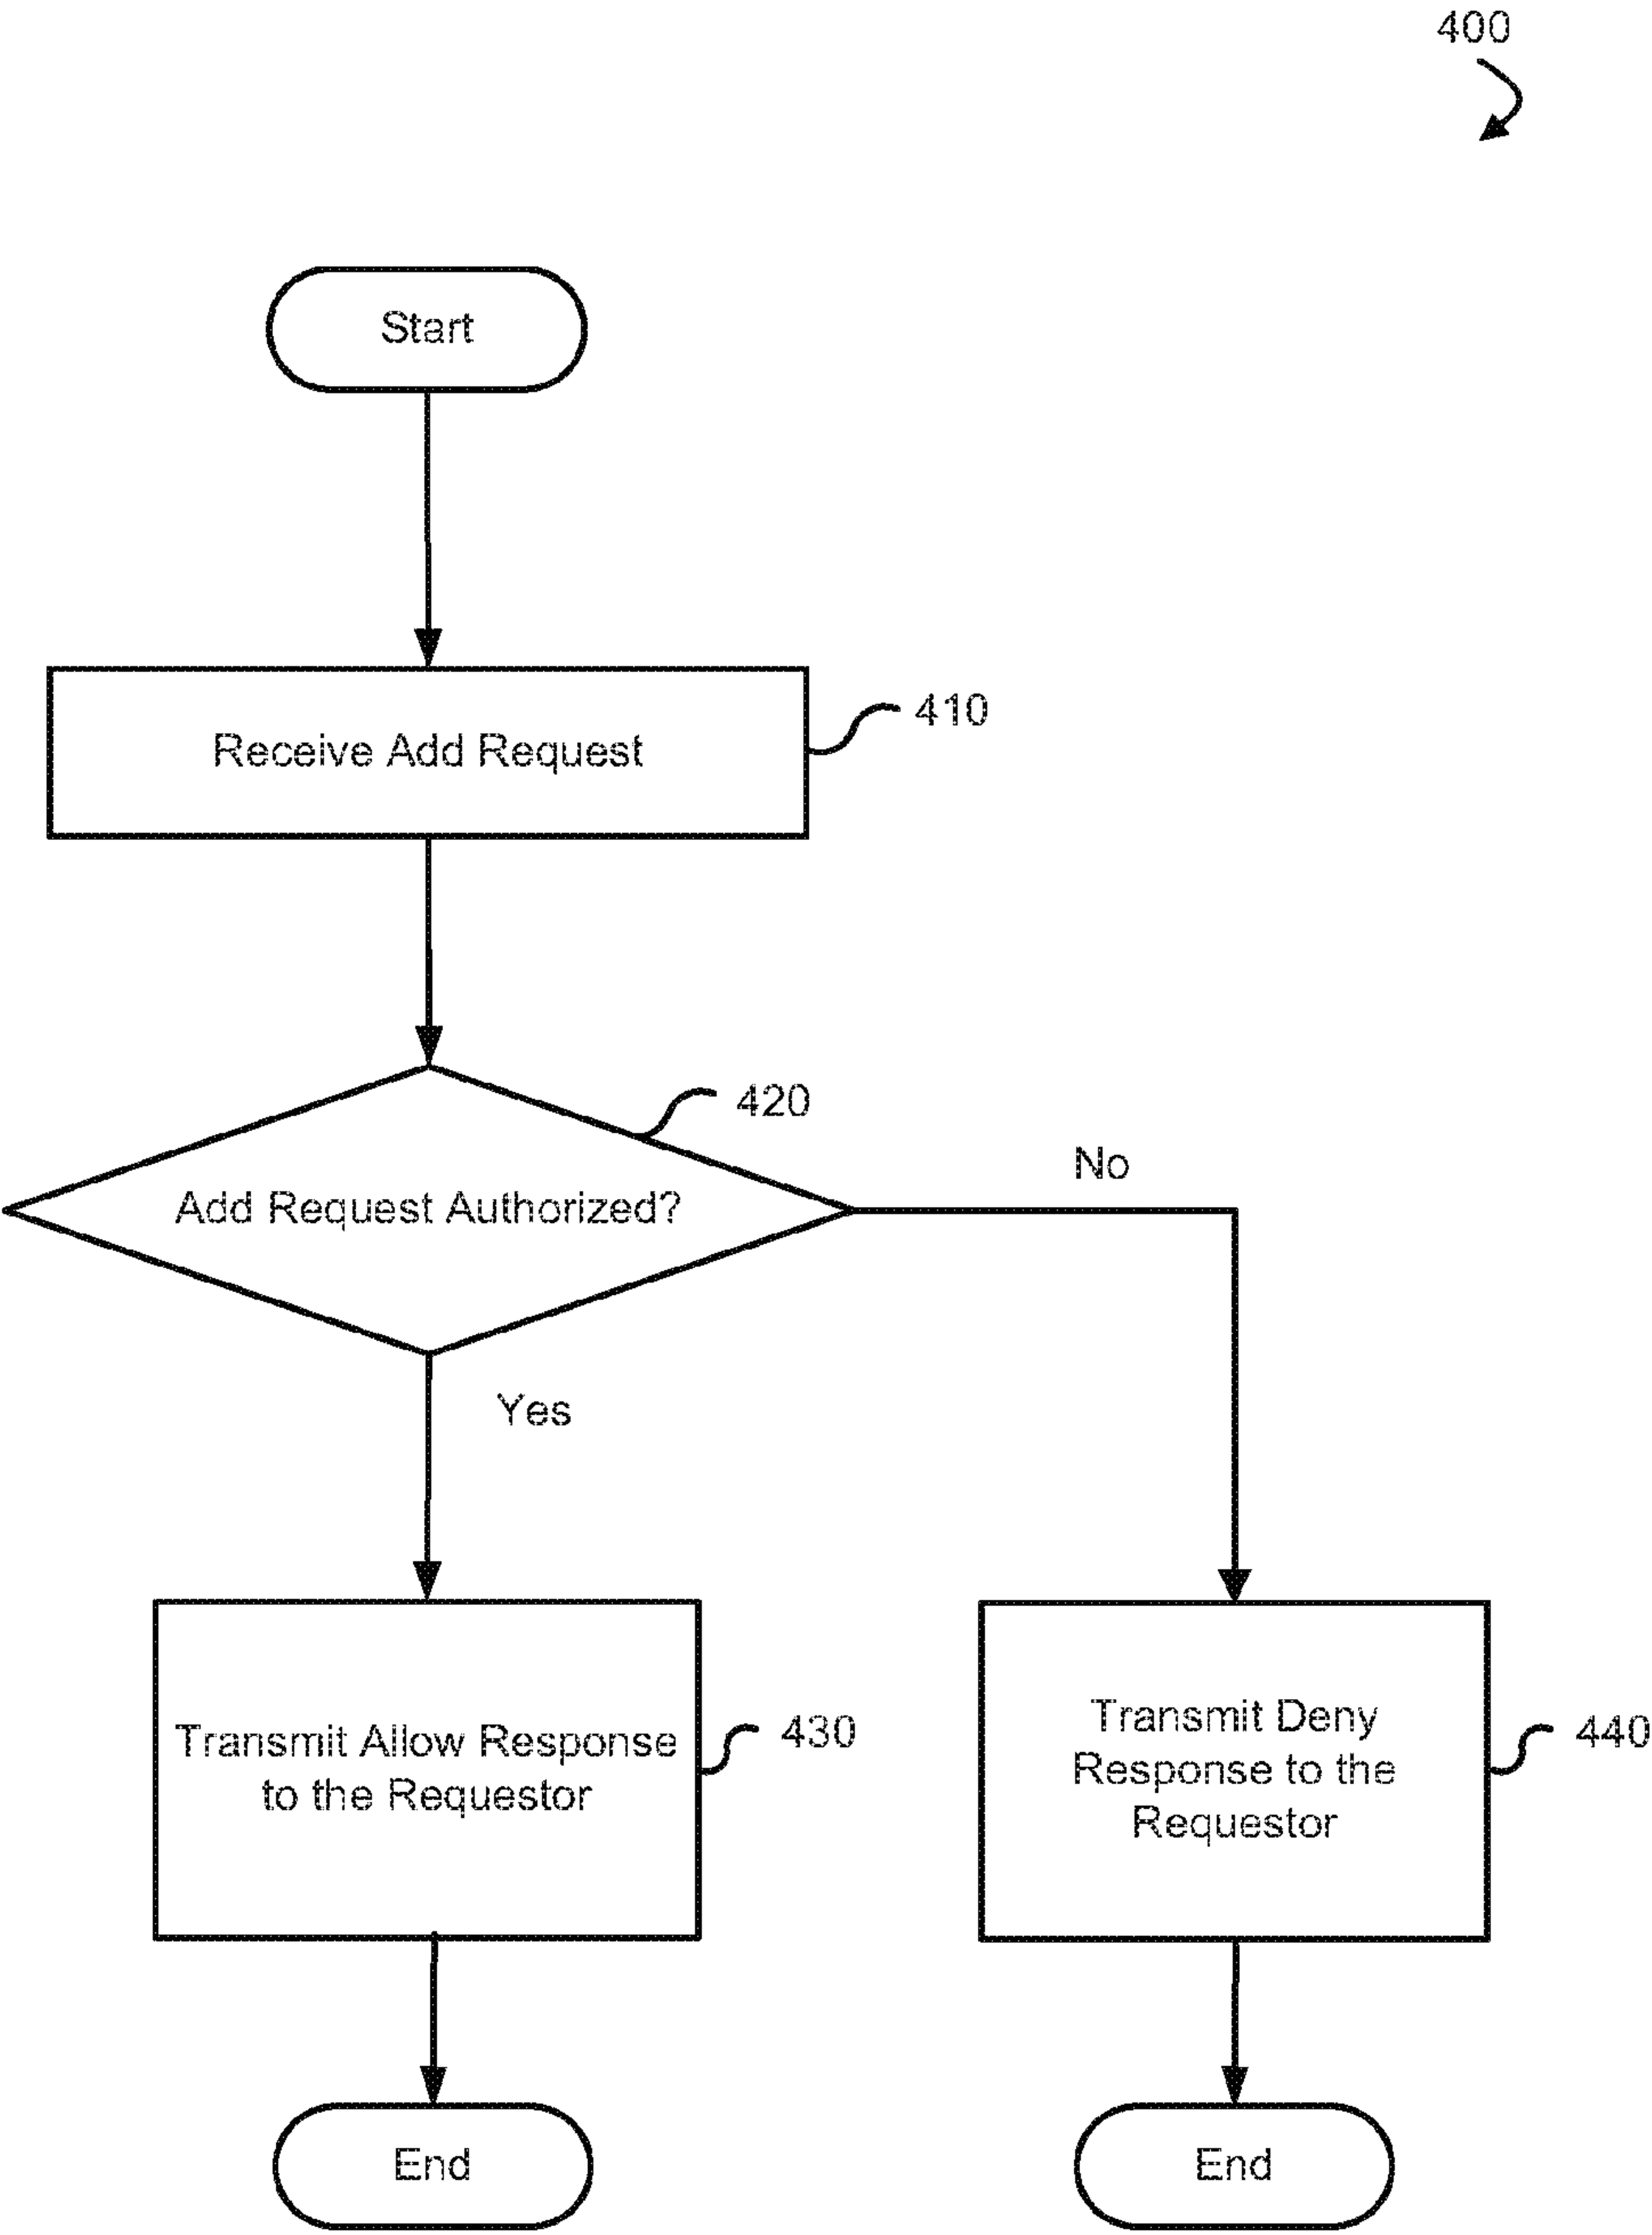 400
Start
Receive Add Request
410
420
Add Request Authorized?
No
Yes
Transmit Allow Response
to the Requestor
430
Transmit Deny
Response to the
Requestor
440
End
End